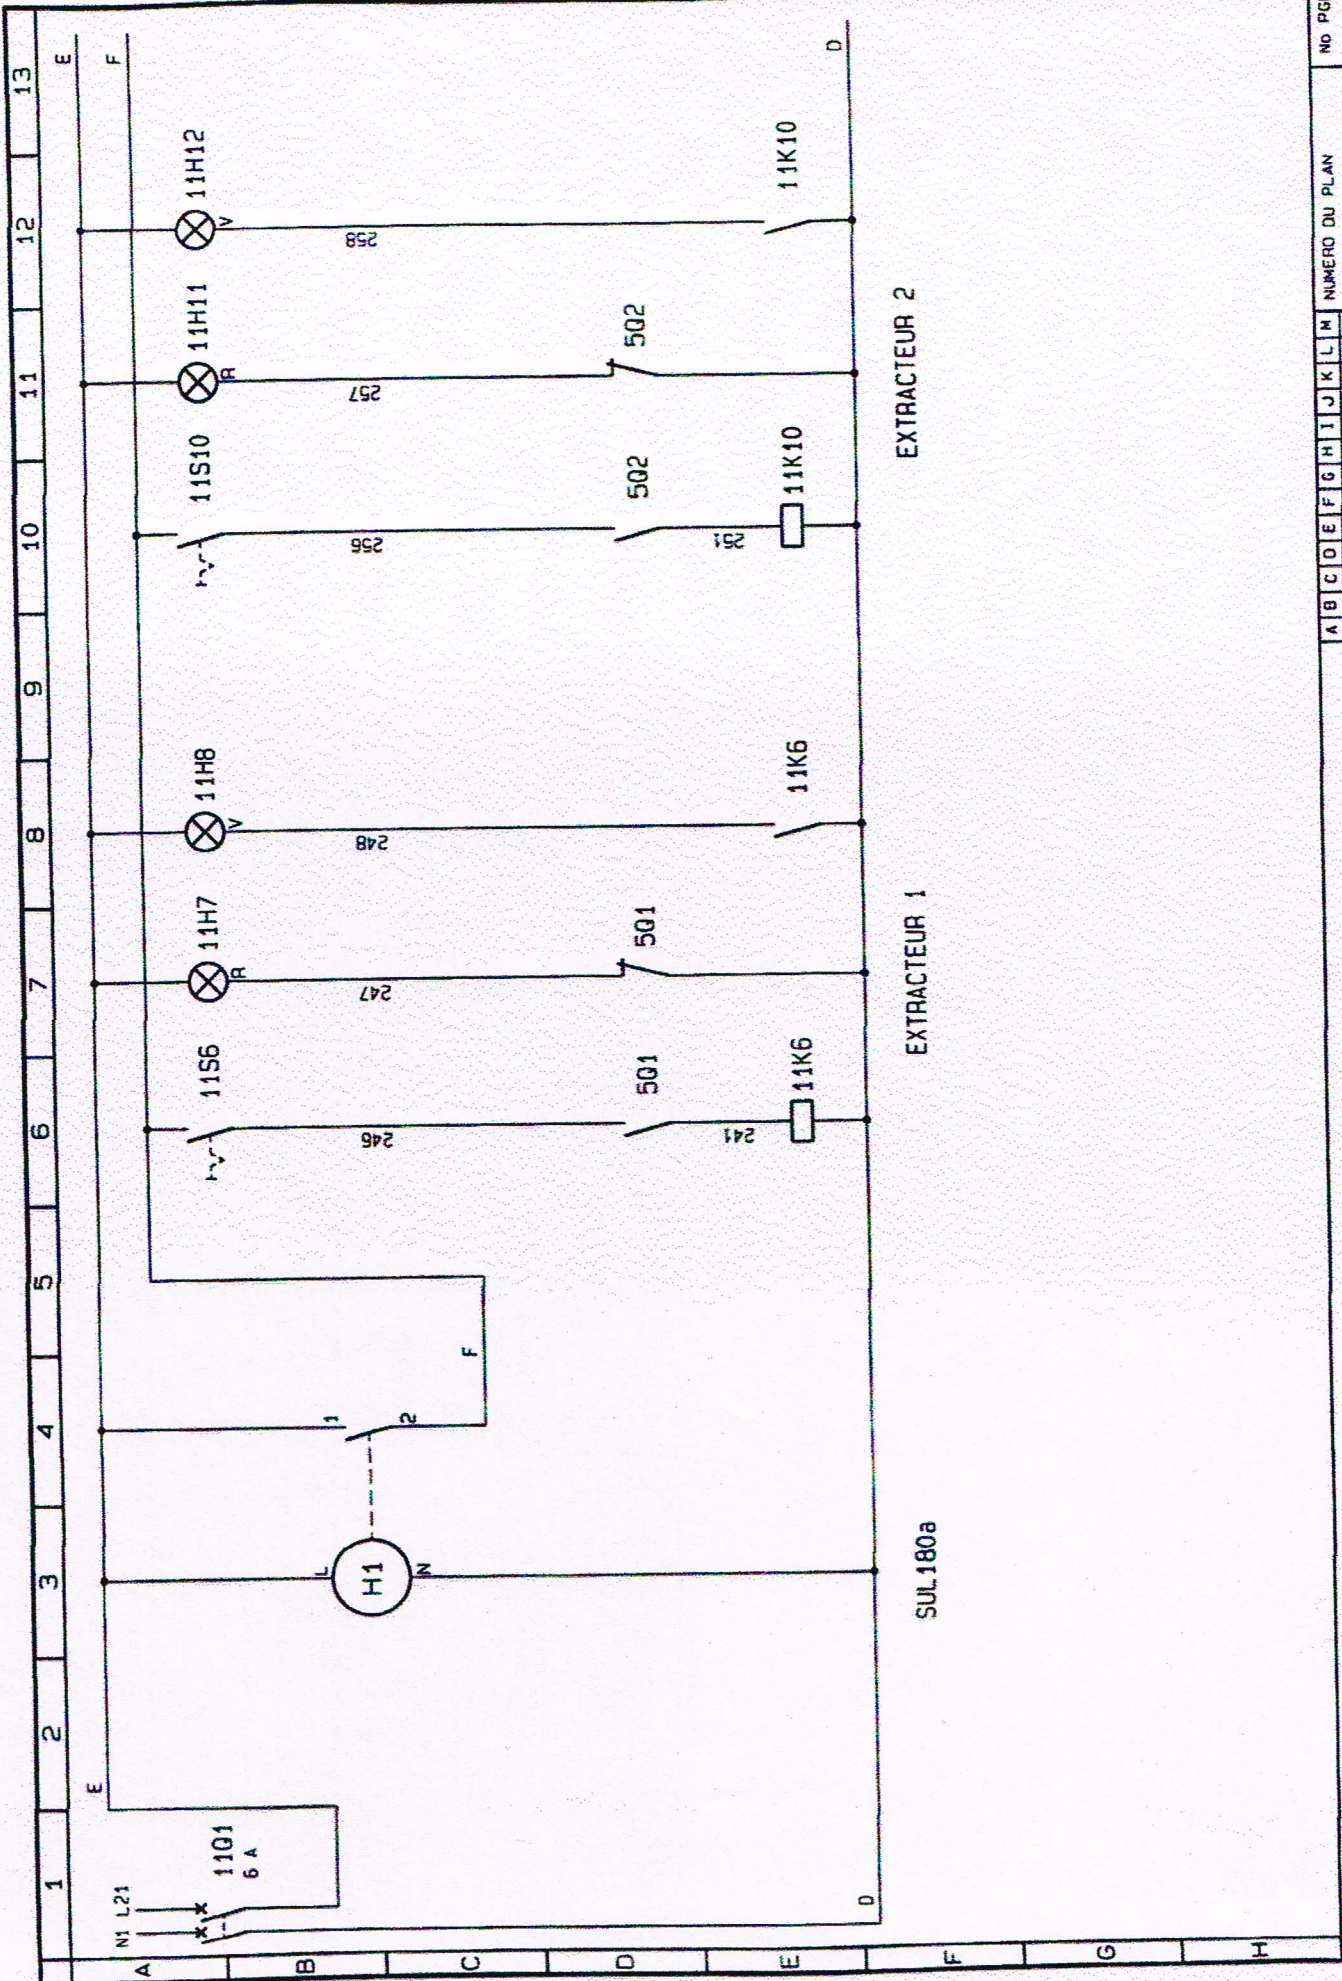 1 2 3 4 5 6 7 8 9 10 11 12 13
A
B
C
D
E
F
G
H
N1 L21
11Q1
6 A
E
D
L
H1
N
SUL180a
1
2
F
11S6
246
5Q1
241
11K6
11H7
R
247
5Q1
11H8
V
248
11K6
EXTRACTEUR 1
11S10
256
5Q2
251
11K10
11H11
R
257
5Q2
11H12
V
258
11K10
EXTRACTEUR 2
E
F
D
A B C D E F G H I J K L M
NUMERO DU PLAN
NO PG